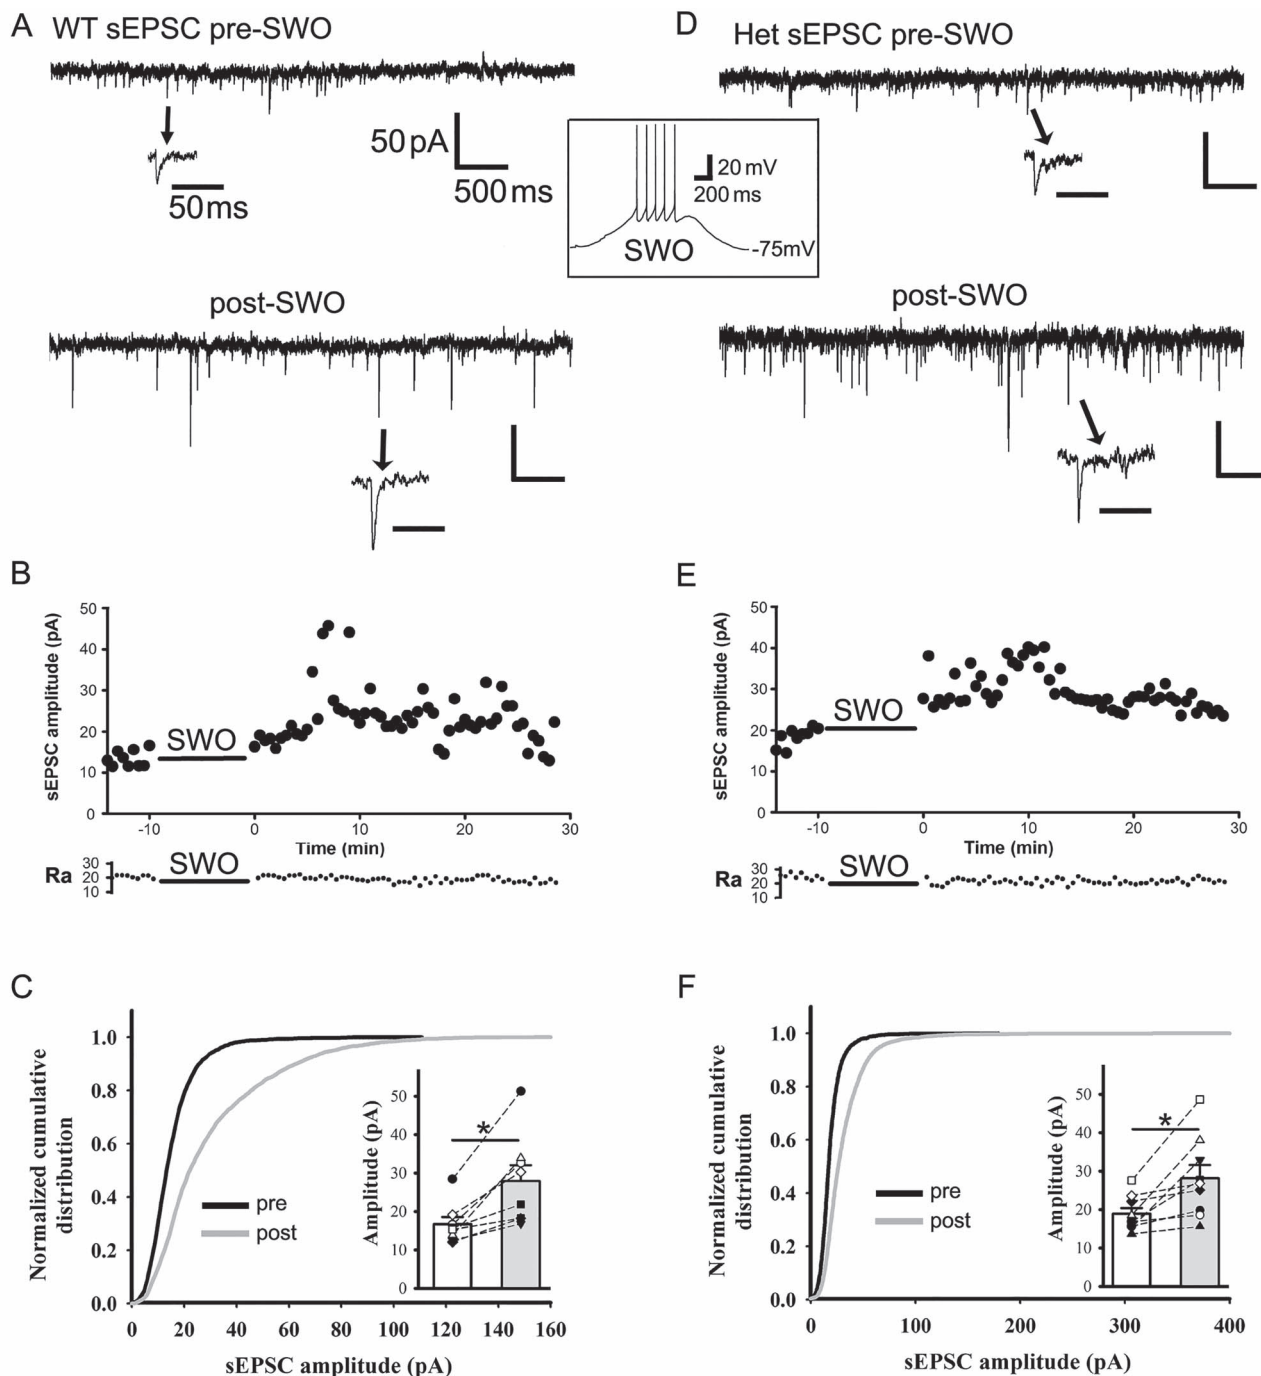 A WT sEPSC pre-SWO
50 pA
500 ms
50 ms
20 mV
200 ms
SWO
-75mV
post-SWO
D Het sEPSC pre-SWO
post-SWO
B
sEPSC amplitude (pA)
50
40
30
20
10
0
SWO
-10 0 10 20 30
Time (min)
Ra
30
20
10
SWO
E
sEPSC amplitude (pA)
50
40
30
20
10
0
SWO
-10 0 10 20 30
Time (min)
Ra
30
20
10
SWO
C
Normalized cumulative
distribution
1.0
0.8
0.6
0.4
0.2
0.0
pre
post
Amplitude (pA)
50
40
30
20
10
0
*
0 20 40 60 80 100 120 140 160
sEPSC amplitude (pA)
F
Normalized cumulative
distribution
1.0
0.8
0.6
0.4
0.2
0.0
pre
post
Amplitude (pA)
50
40
30
20
10
0
*
0 100 200 300 400
sEPSC amplitude (pA)